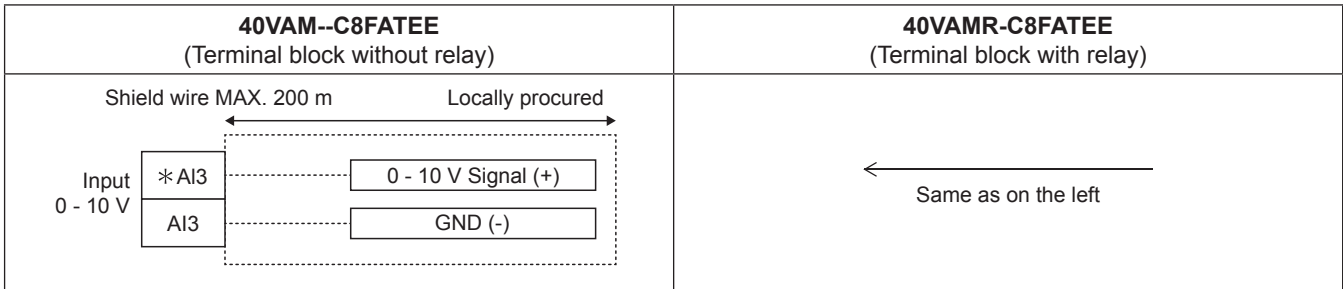 40VAM--C8FATEE
(Terminal block without relay)
40VAMR-C8FATEE
(Terminal block with relay)
Shield wire MAX. 200 m
Locally procured
Input
0 - 10 V
＊AI3
0 - 10 V Signal (+)
AI3
GND (-)
Same as on the left